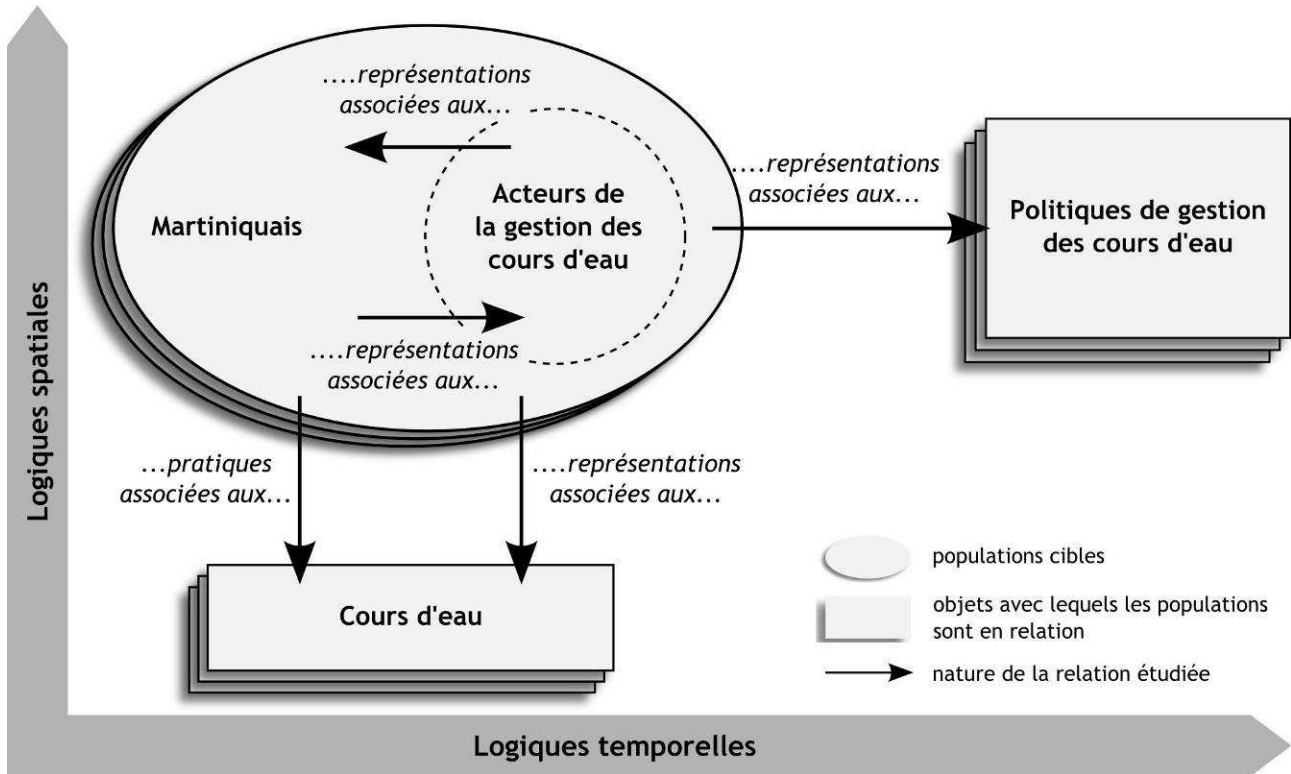 ....représentations
associées aux...
Martiniquais
Acteurs de
la gestion des
cours d'eau
....représentations
associées aux...
....représentations
associées aux...
Politiques de gestion
des cours d'eau
...pratiques
associées aux...
....représentations
associées aux...
Cours d'eau
populations cibles
objets avec lequels les populations
sont en relation
nature de la relation étudiée
Logiques spatiales
Logiques temporelles